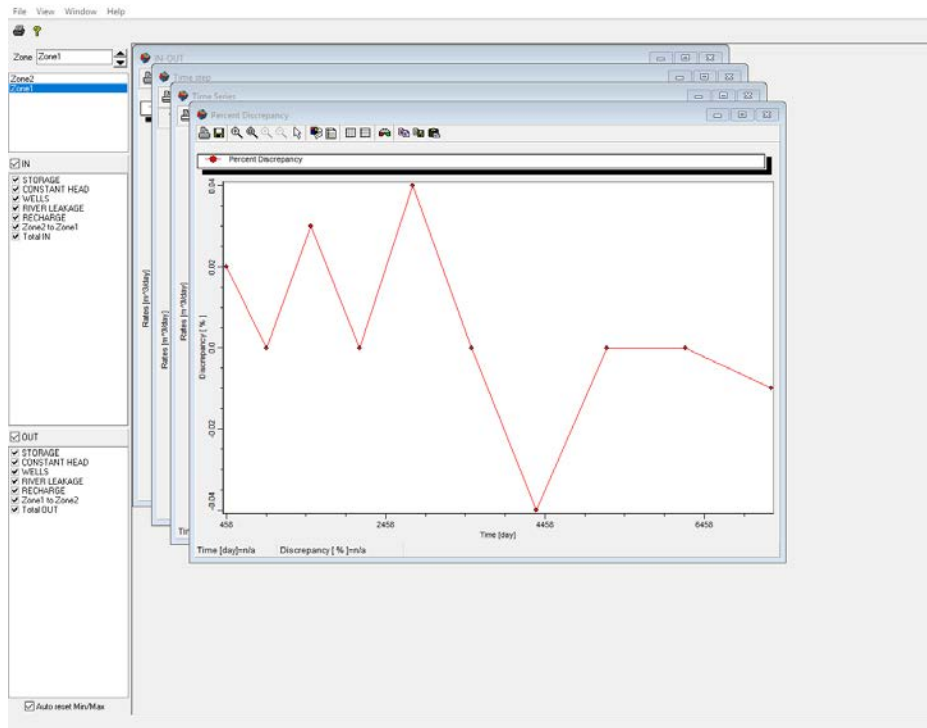 File View Window Help
Zone Zone1
Zone2
Zone1
IN
STORAGE
CONSTANT HEAD
WELLS
RIVER LEAKAGE
RECHARGE
Zone2 to Zone1
Total IN
OUT
STORAGE
CONSTANT HEAD
WELLS
RIVER LEAKAGE
RECHARGE
Zone1 to Zone2
Total OUT
Auto reset Min/Max
IN-OUT
Rates [m^3/day]
Time step
Rates [m^3/day]
Time Series
Rates [m^3/day]
Tim
Percent Discrepancy
Percent Discrepancy
Discrepancy [ % ]
0.04
0.02
0.0
-0.02
-0.04
458 2458 4458 6458
Time [day]
Time [day]=n/a Discrepancy [ % ]=n/a